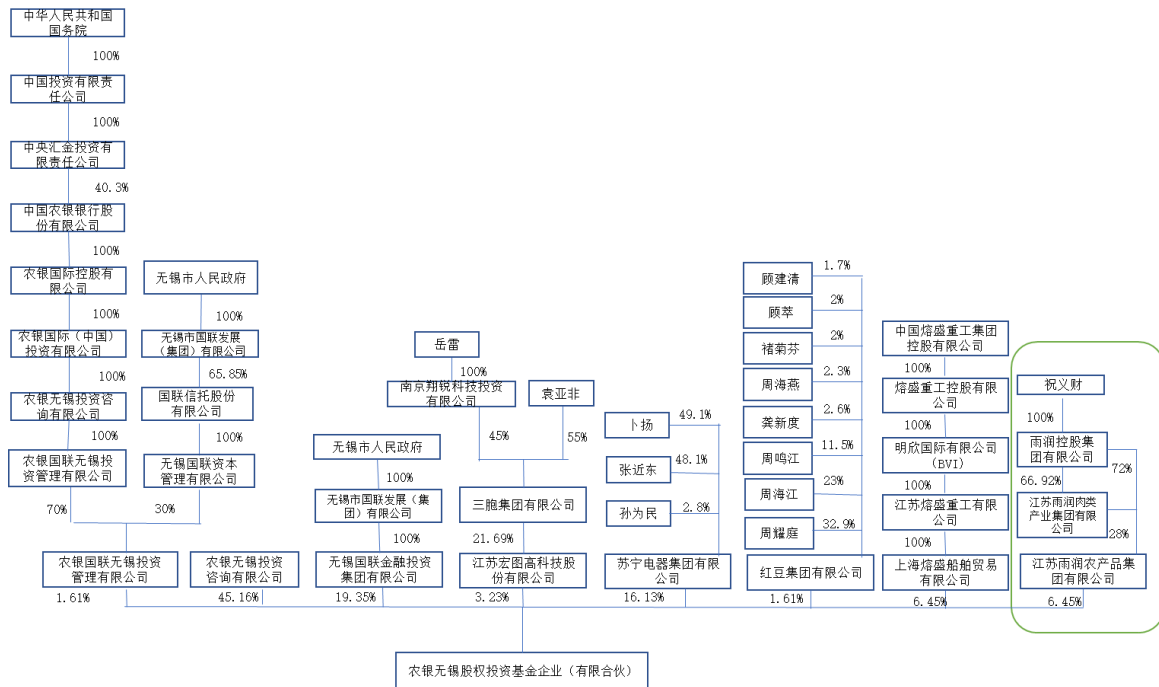 中华人民共和国
国务院
100%
中国投资有限责
任公司
100%
中央汇金投资有
限责任公司
40.3%
中国农银银行股
份有限公司
100%
农银国际控股有
限公司
100%
农银国际（中国）
投资有限公司
100%
农银无锡投资咨
询有限公司
100%
农银国联无锡投
资管理有限公司
70%
无锡市人民政府
100%
无锡市国联发展
（集团）有限公司
65.85%
国联信托股份
有限公司
100%
无锡国联资本
管理有限公司
30%
农银国联无锡投资
管理有限公司
1.61%
农银无锡投资
咨询有限公司
45.16%
无锡市人民政府
100%
无锡市国联发展（集
团）有限公司
100%
无锡国联金融投资
集团有限公司
19.35%
岳雷
100%
南京翔锐科技投资
有限公司
45%
袁亚非
55%
三胞集团有限公司
21.69%
江苏宏图高科技股
份有限公司
3.23%
卜扬
49.1%
张近东
48.1%
孙为民
2.8%
苏宁电器集团有限
公司
16.13%
顾建清
1.7%
顾萃
2%
褚菊芬
2%
周海燕
2.3%
龚新度
2.6%
周鸣江
11.5%
周海江
23%
周耀庭
32.9%
红豆集团有限公司
1.61%
中国熔盛重工集团
控股有限公司
100%
熔盛重工控股有限
公司
100%
明欣国际有限公司
(BVI)
100%
江苏熔盛重工有限
公司
100%
上海熔盛船舶贸易
有限公司
6.45%
祝义财
100%
雨润控股集
团有限公司
66.92%
72%
江苏雨润肉类
产业集团有限
公司
28%
江苏雨润农产品集
团有限公司
6.45%
农银无锡股权投资基金企业（有限合伙）